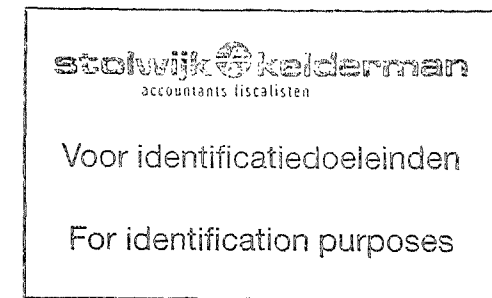 stolwijk kelderman
accountants fiscalisten
Voor identificatiedoeleinden
For identification purposes